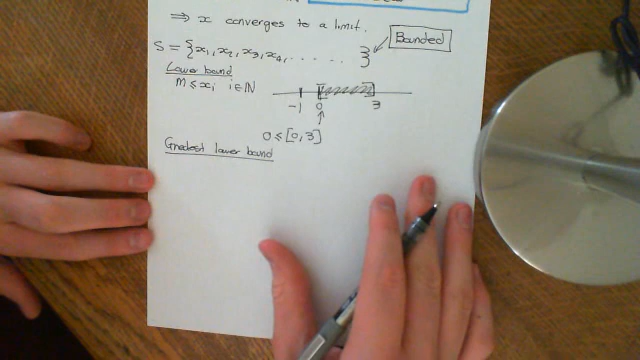 ⇒ x converges to a limit.
S = {x₁, x₂, x₃, x₄, . . . . . . }
Bounded
Lower bound
m ≤ xᵢ i ∈ ℕ
-1 0 3
0 ≤ [0, 3]
Greatest lower bound